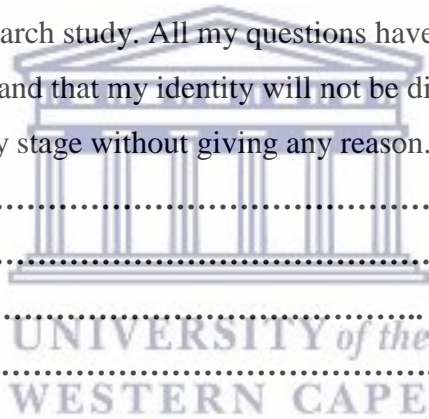 arch study. All my questions have
and that my identity will not be di
y stage without giving any reason.
................................................
................................................
................................................
UNIVERSITY of the
................................................
WESTERN CAPE